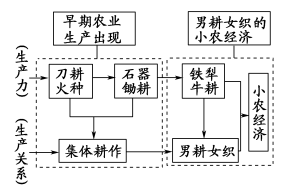 早期农业
生产出现
男耕女织的
小农经济
(生产力)
刀耕
火种
石器
锄耕
铁犁
牛耕
小农
经济
(生产关系)
集体耕作
男耕女织